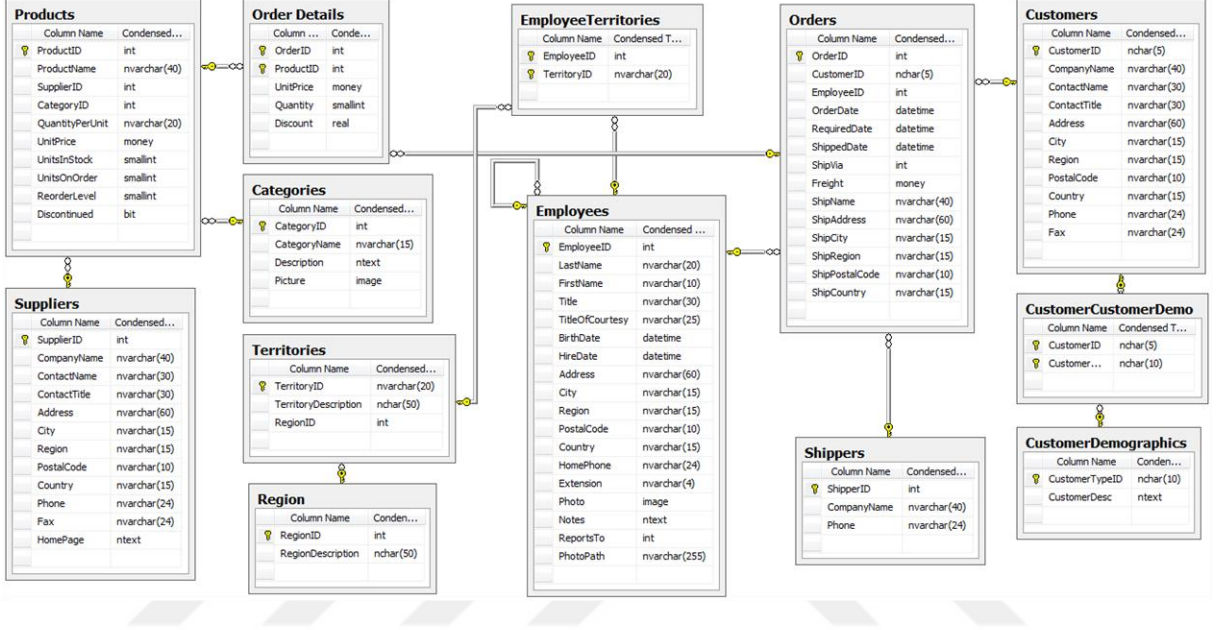 Products
Column Name Condensed...
ProductID int
ProductName nvarchar(40)
SupplierID int
CategoryID int
QuantityPerUnit nvarchar(20)
UnitPrice money
UnitsInStock smallint
UnitsOnOrder smallint
ReorderLevel smallint
Discontinued bit
Suppliers
Column Name Condensed...
SupplierID int
CompanyName nvarchar(40)
ContactName nvarchar(30)
ContactTitle nvarchar(30)
Address nvarchar(60)
City nvarchar(15)
Region nvarchar(15)
PostalCode nvarchar(10)
Country nvarchar(15)
Phone nvarchar(24)
Fax nvarchar(24)
HomePage ntext
Order Details
Column ... Conde...
OrderID int
ProductID int
UnitPrice money
Quantity smallint
Discount real
Categories
Column Name Condensed...
CategoryID int
CategoryName nvarchar(15)
Description ntext
Picture image
Territories
Column Name Condensed...
TerritoryID nvarchar(20)
TerritoryDescription nchar(50)
RegionID int
Region
Column Name Conden...
RegionID int
RegionDescription nchar(50)
EmployeeTerritories
Column Name Condensed T...
EmployeeID int
TerritoryID nvarchar(20)
Employees
Column Name Condensed ...
EmployeeID int
LastName nvarchar(20)
FirstName nvarchar(10)
Title nvarchar(30)
TitleOfCourtesy nvarchar(25)
BirthDate datetime
HireDate datetime
Address nvarchar(60)
City nvarchar(15)
Region nvarchar(15)
PostalCode nvarchar(10)
Country nvarchar(15)
HomePhone nvarchar(24)
Extension nvarchar(4)
Photo image
Notes ntext
ReportsTo int
PhotoPath nvarchar(255)
Orders
Column Name Condensed...
OrderID int
CustomerID nchar(5)
EmployeeID int
OrderDate datetime
RequiredDate datetime
ShippedDate datetime
ShipVia int
Freight money
ShipName nvarchar(40)
ShipAddress nvarchar(60)
ShipCity nvarchar(15)
ShipRegion nvarchar(15)
ShipPostalCode nvarchar(10)
ShipCountry nvarchar(15)
Shippers
Column Name Condensed...
ShipperID int
CompanyName nvarchar(40)
Phone nvarchar(24)
Customers
Column Name Condensed...
CustomerID nchar(5)
CompanyName nvarchar(40)
ContactName nvarchar(30)
ContactTitle nvarchar(30)
Address nvarchar(60)
City nvarchar(15)
Region nvarchar(15)
PostalCode nvarchar(10)
Country nvarchar(15)
Phone nvarchar(24)
Fax nvarchar(24)
CustomerCustomerDemo
Column Name Condensed T...
CustomerID nchar(5)
Customer... nchar(10)
CustomerDemographics
Column Name Conden...
CustomerTypeID nchar(10)
CustomerDesc ntext